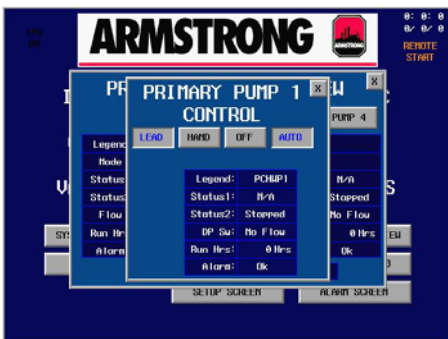 ARMSTRONG
ARMSTRONG
0: 0: 0
0/ 0/ 0
REMOTE
START
PRIMARY PUMP 1
CONTROL
X
X
PUMP 4
LEAD HAND OFF AUTO
Legend: PCHWP1
Status1: N/A
Status2: Stopped
DP Sw: No Flow
Run Hrs: 0 Hrs
Alarm: Ok
Legend
Mode
Status
Status
Flow
Run Hr
Alarm
N/A
Stopped
No Flow
0 Hrs
Ok
SETUP SCREEN
ALARM SCREEN